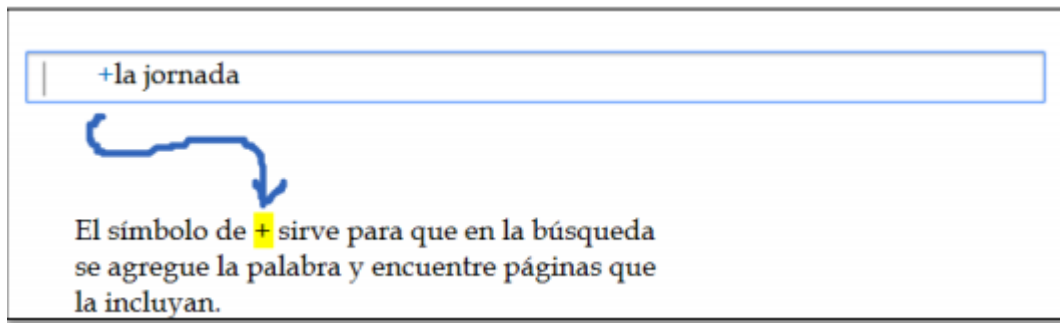 +la jornada
El símbolo de + sirve para que en la búsqueda
se agregue la palabra y encuentre páginas que
la incluyan.